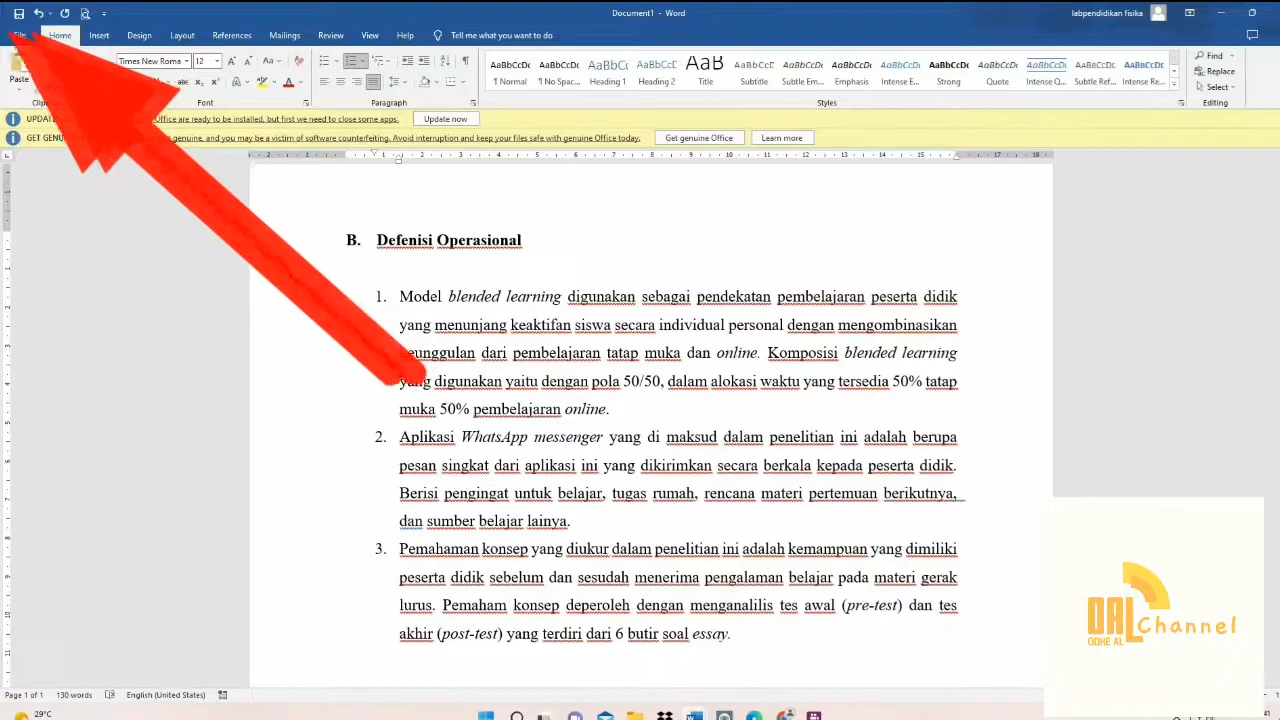 Document1 - Word
labpendidikan fisika
File Home Insert Design Layout References Mailings Review View Help Tell me what you want to do
Times New Roma 12 Aa
Paste
AaBbCcDc AaBbCcDc AaBbCc AaBbCcD AaB AaBbCcD AaBbCcDc AaBbCcDc AaBbCcDc AaBbCcDc AaBbCcDc AaBbCcDc AaBbCcDc AABBCCDC
¶ Normal ¶ No Spac... Heading 1 Heading 2 Title Subtitle Subtle Em... Emphasis Intense E... Strong Quote Intense Q... Subtle Ref... Intense Re...
Find
Replace
Select
Font Paragraph Styles Editing
Office are ready to be installed, but first we need to close some apps. Update now
GET GENU genuine, and you may be a victim of software counterfeiting. Avoid interruption and keep your files safe with genuine Office today. Get genuine Office Learn more
B. Defenisi Operasional
1. Model blended learning digunakan sebagai pendekatan pembelajaran peserta didik
yang menunjang keaktifan siswa secara individual personal dengan mengombinasikan
keunggulan dari pembelajaran tatap muka dan online. Komposisi blended learning
yang digunakan yaitu dengan pola 50/50, dalam alokasi waktu yang tersedia 50% tatap
muka 50% pembelajaran online.
2. Aplikasi WhatsApp messenger yang di maksud dalam penelitian ini adalah berupa
pesan singkat dari aplikasi ini yang dikirimkan secara berkala kepada peserta didik.
Berisi pengingat untuk belajar, tugas rumah, rencana materi pertemuan berikutnya,
dan sumber belajar lainya.
3. Pemahaman konsep yang diukur dalam penelitian ini adalah kemampuan yang dimiliki
peserta didik sebelum dan sesudah menerima pengalaman belajar pada materi gerak
lurus. Pemaham konsep deperoleh dengan menganalilis tes awal (pre-test) dan tes
akhir (post-test) yang terdiri dari 6 butir soal essay.
OAL Channel
ODHE AL
Page 1 of 1 130 words English (United States)
29°C